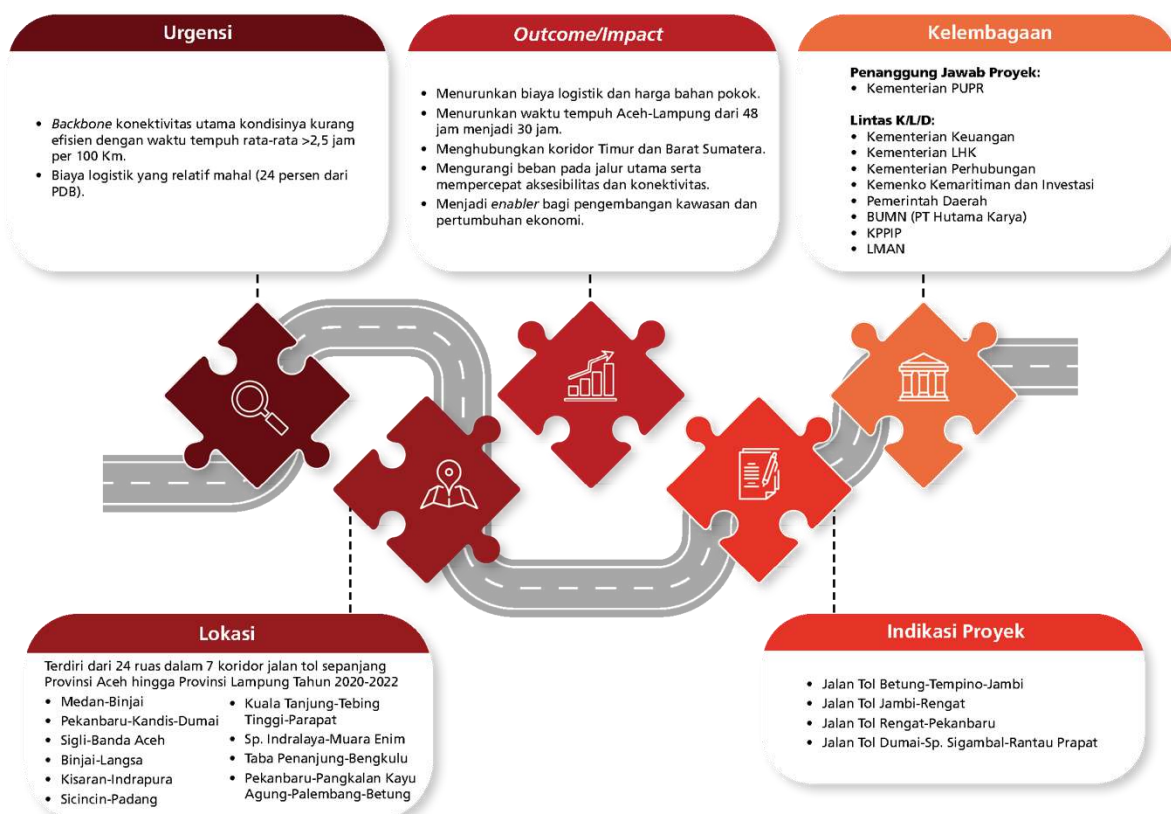 Urgensi
• Backbone konektivitas utama kondisinya kurang
efisien dengan waktu tempuh rata-rata >2,5 jam
per 100 Km.
• Biaya logistik yang relatif mahal (24 persen dari
PDB).
Outcome/Impact
• Menurunkan biaya logistik dan harga bahan pokok.
• Menurunkan waktu tempuh Aceh-Lampung dari 48
jam menjadi 30 jam.
• Menghubungkan koridor Timur dan Barat Sumatera.
• Mengurangi beban pada jalur utama serta
mempercepat aksesibilitas dan konektivitas.
• Menjadi enabler bagi pengembangan kawasan dan
pertumbuhan ekonomi.
Kelembagaan
Penanggung Jawab Proyek:
• Kementerian PUPR
Lintas K/L/D:
• Kementerian Keuangan
• Kementerian LHK
• Kementerian Perhubungan
• Kemenko Kemaritiman dan Investasi
• Pemerintah Daerah
• BUMN (PT Hutama Karya)
• KPPIP
• LMAN
Lokasi
Terdiri dari 24 ruas dalam 7 koridor jalan tol sepanjang
Provinsi Aceh hingga Provinsi Lampung Tahun 2020-2022
• Medan-Binjai
• Pekanbaru-Kandis-Dumai
• Sigli-Banda Aceh
• Binjai-Langsa
• Kisaran-Indrapura
• Sicincin-Padang
• Kuala Tanjung-Tebing
Tinggi-Parapat
• Sp. Indralaya-Muara Enim
• Taba Penanjung-Bengkulu
• Pekanbaru-Pangkalan Kayu
Agung-Palembang-Betung
Indikasi Proyek
• Jalan Tol Betung-Tempino-Jambi
• Jalan Tol Jambi-Rengat
• Jalan Tol Rengat-Pekanbaru
• Jalan Tol Dumai-Sp. Sigambal-Rantau Prapat